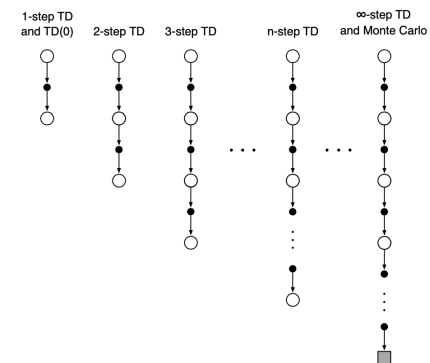 1-step TD
and TD(0)
2-step TD
3-step TD
n-step TD
∞-step TD
and Monte Carlo